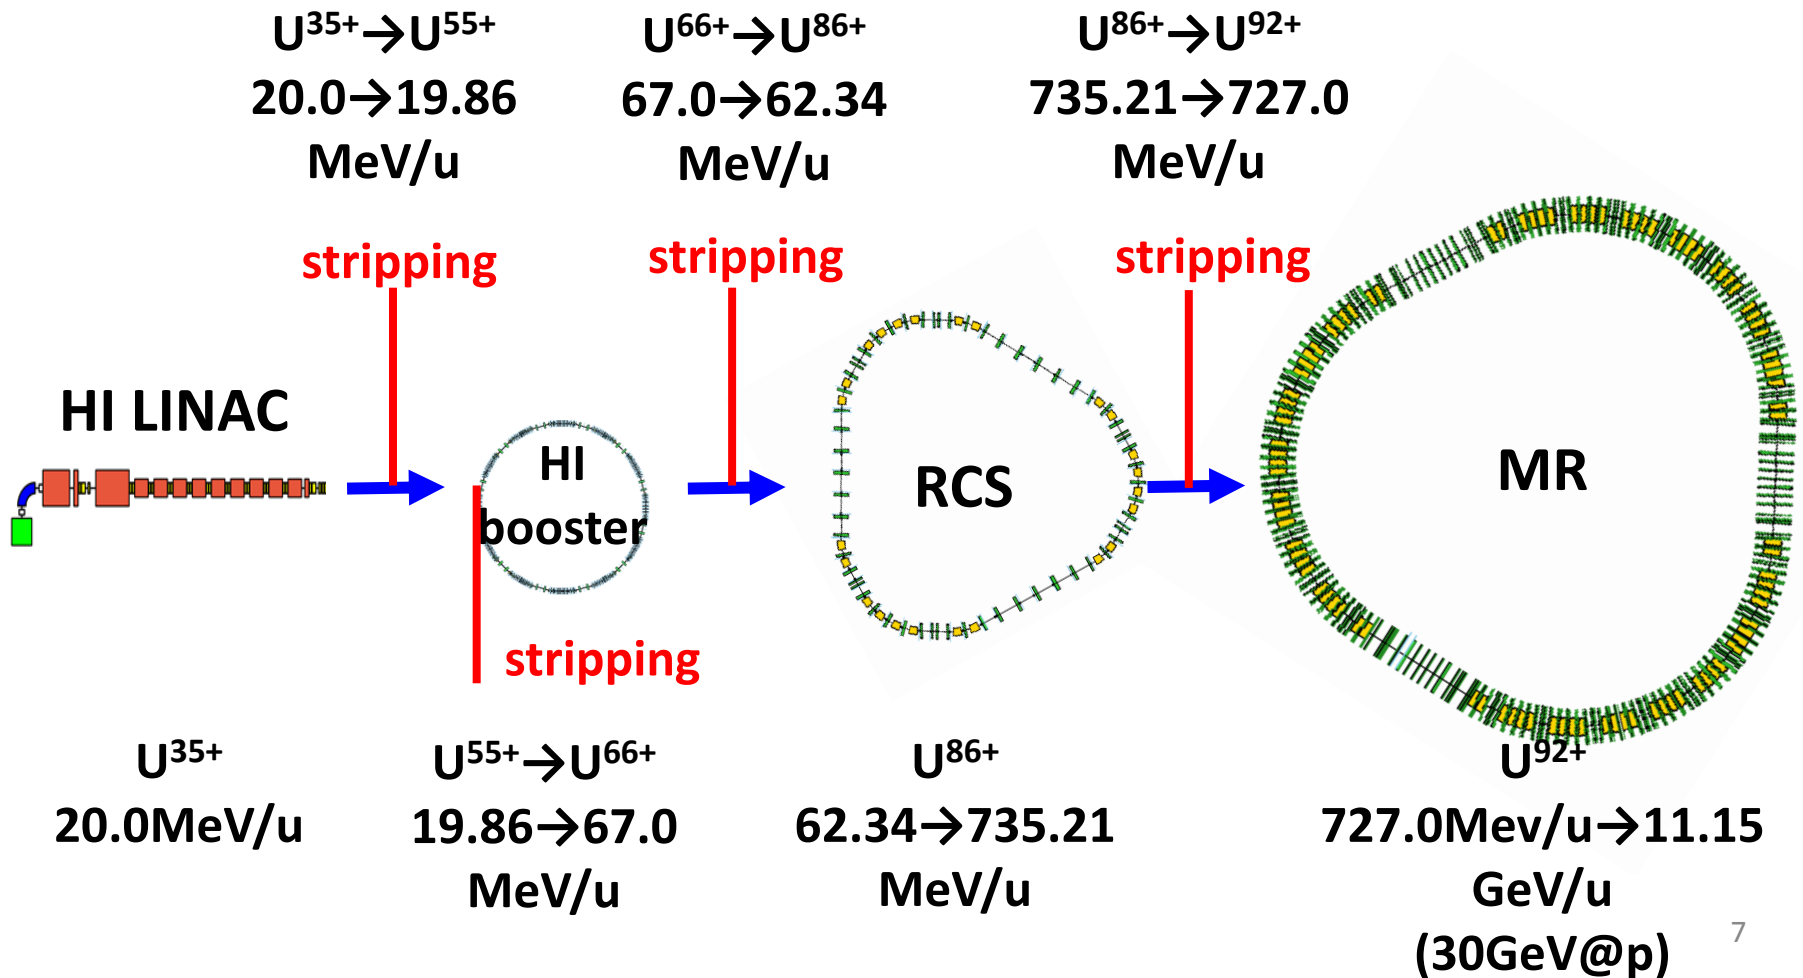 U³⁵⁺→U⁵⁵⁺
20.0→19.86
MeV/u
U⁶⁶⁺→U⁸⁶⁺
67.0→62.34
MeV/u
U⁸⁶⁺→U⁹²⁺
735.21→727.0
MeV/u
stripping
stripping
stripping
HI LINAC
HI
booster
RCS
MR
stripping
U³⁵⁺
20.0MeV/u
U⁵⁵⁺→U⁶⁶⁺
19.86→67.0
MeV/u
U⁸⁶⁺
62.34→735.21
MeV/u
U⁹²⁺
727.0Mev/u→11.15
GeV/u
(30GeV@p)
7